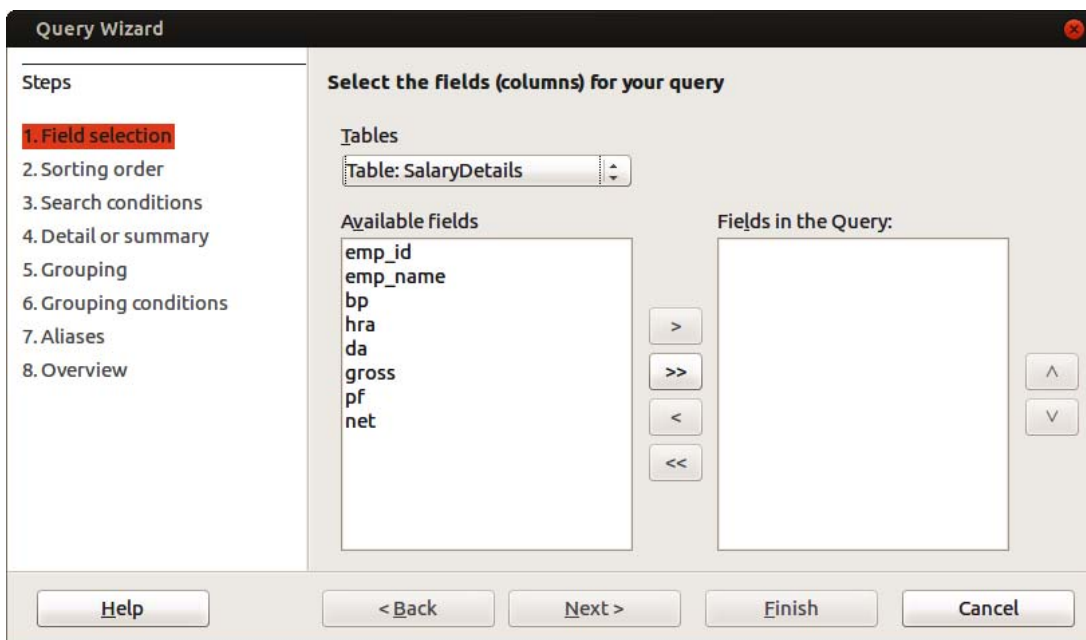 Query Wizard
Steps
1. Field selection
2. Sorting order
3. Search conditions
4. Detail or summary
5. Grouping
6. Grouping conditions
7. Aliases
8. Overview
Select the fields (columns) for your query
Tables
Table: SalaryDetails
Available fields
emp_id
emp_name
bp
hra
da
gross
pf
net
>
>>
<
<<
Fields in the Query:
Help
< Back
Next >
Finish
Cancel